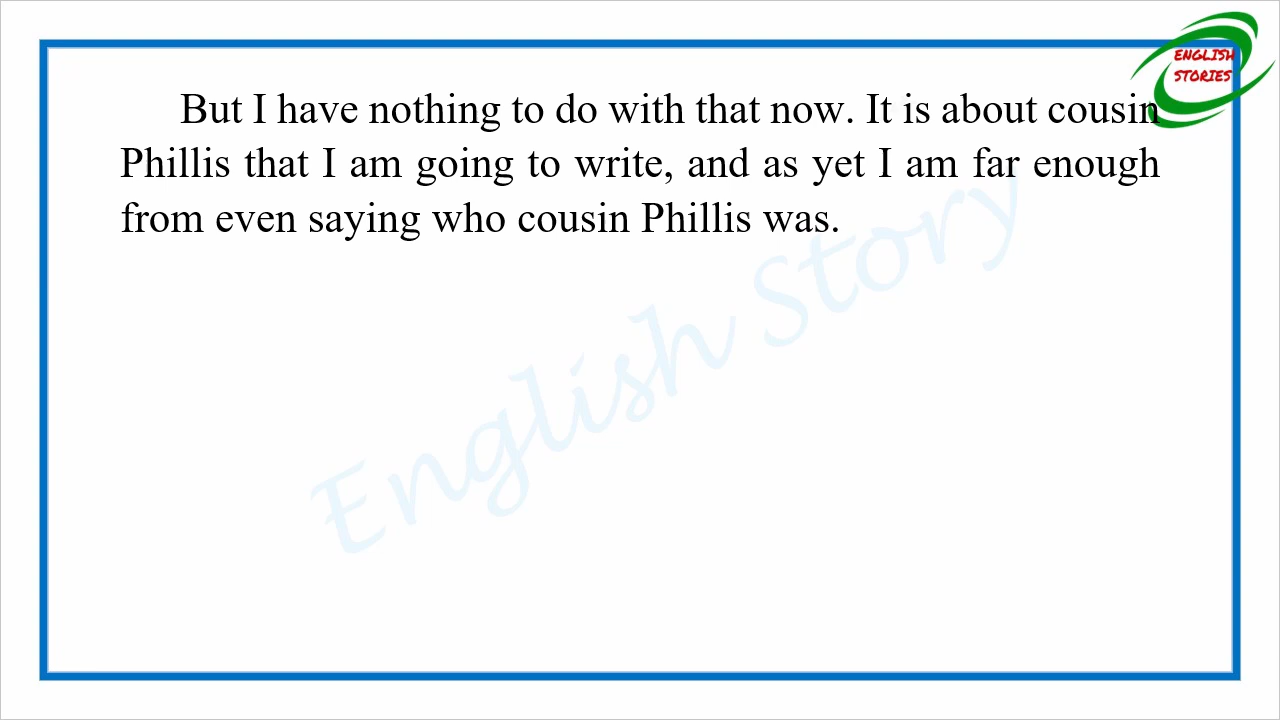 ENGLISH
STORIES
But I have nothing to do with that now. It is about cousin
Phillis that I am going to write, and as yet I am far enough
from even saying who cousin Phillis was.
English Story